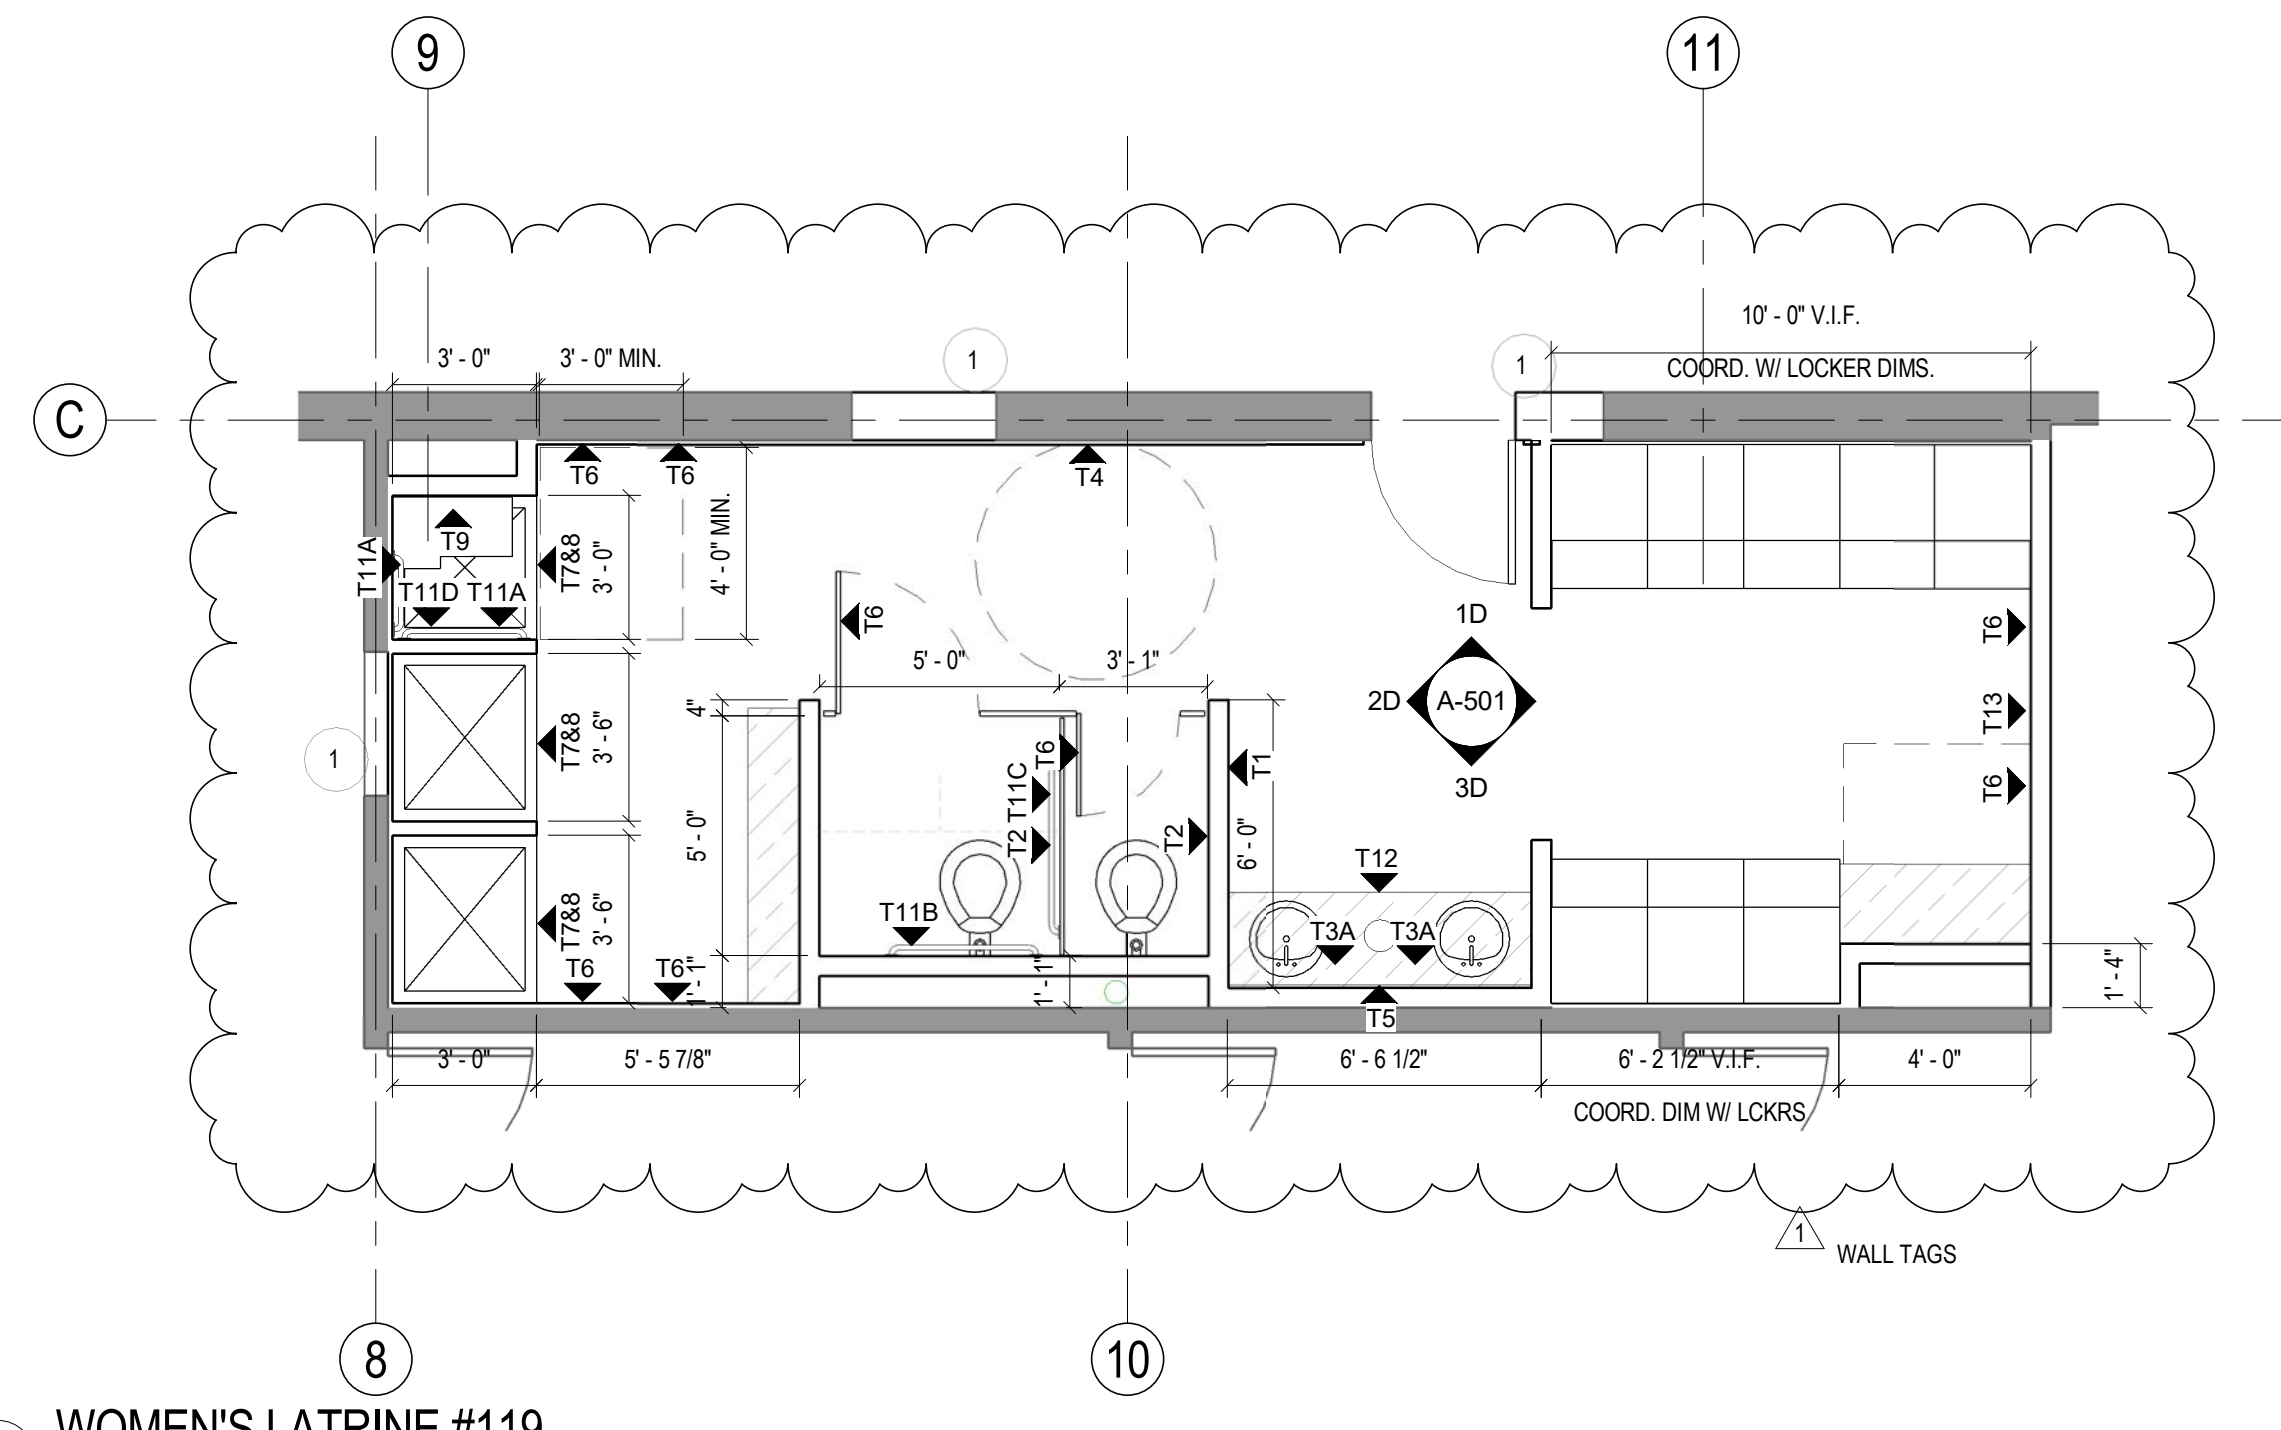 9
11
10' - 0" V.I.F.
3' - 0"
3' - 0" MIN.
1
1
COORD. W/ LOCKER DIMS.
C
T6
T6
T4
4' - 0" MIN.
T9
T11A
T7&8
3' - 0"
T11D
T11A
T6
1D
T6
5' - 0"
3' - 1"
2D
A-501
4"
T13
1
T7&8
3' - 6"
T6
T1
3D
T6
T11C
5' - 0"
T2
T2
6' - 0"
T12
T11B
T7&8
3' - 6"
T3A
T3A
T6
T6
1' - 1"
1' - 1"
1' - 4"
T5
3' - 0"
5' - 5 7/8"
6' - 6 1/2"
6' - 2 1/2" V.I.F.
4' - 0"
COORD. DIM W/ LCKRS
1
WALL TAGS
8
10
WOMEN'S LATRINE #119